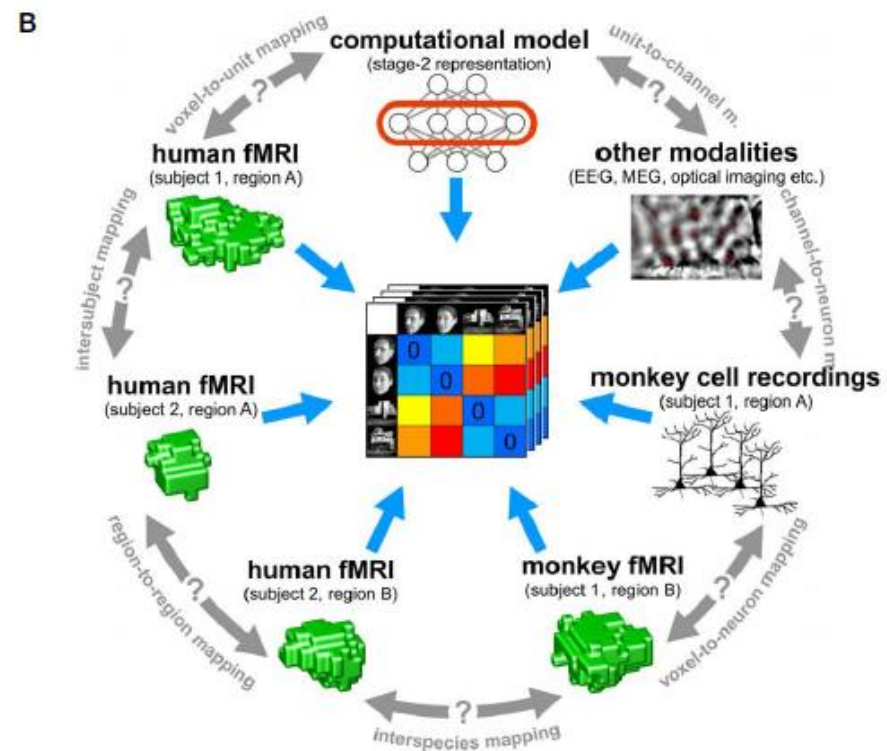 B
computational model
(stage-2 representation)
voxel-to-unit mapping
?
unit-to-channel m.
?
human fMRI
(subject 1, region A)
other modalities
(EEG, MEG, optical imaging etc.)
intersubject mapping
?
channel-to-neuron m.
?
0
0
0
0
human fMRI
(subject 2, region A)
monkey cell recordings
(subject 1, region A)
human fMRI
(subject 2, region B)
monkey fMRI
(subject 1, region B)
region-to-region mapping
?
voxel-to-neuron mapping
?
?
interspecies mapping